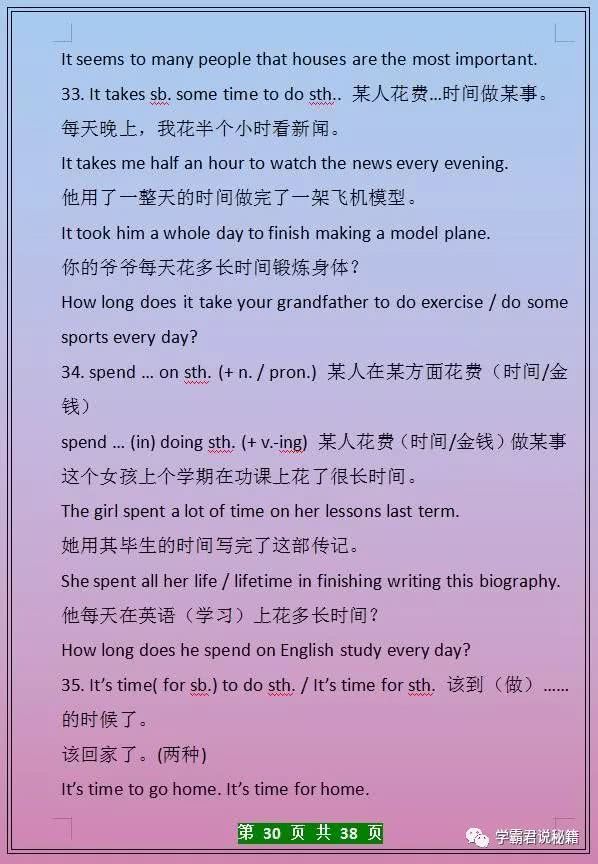 It seems to many people that houses are the most important.
33. It takes sb. some time to do sth.. 某人花费…时间做某事。
每天晚上，我花半个小时看新闻。
It takes me half an hour to watch the news every evening.
他用了一整天的时间做完了一架飞机模型。
It took him a whole day to finish making a model plane.
你的爷爷每天花多长时间锻炼身体？
How long does it take your grandfather to do exercise / do some
sports every day?
34. spend … on sth. (+ n. / pron.) 某人在某方面花费（时间/金
钱）
spend … (in) doing sth. (+ v.-ing) 某人花费（时间/金钱）做某事
这个女孩上个学期在功课上花了很长时间。
The girl spent a lot of time on her lessons last term.
她用其毕生的时间写完了这部传记。
She spent all her life / lifetime in finishing writing this biography.
他每天在英语（学习）上花多长时间？
How long does he spend on English study every day?
35. It’s time( for sb.) to do sth. / It’s time for sth. 该到（做）……
的时候了。
该回家了。(两种)
It’s time to go home. It’s time for home.
第 30 页 共 38 页
学霸君说秘籍